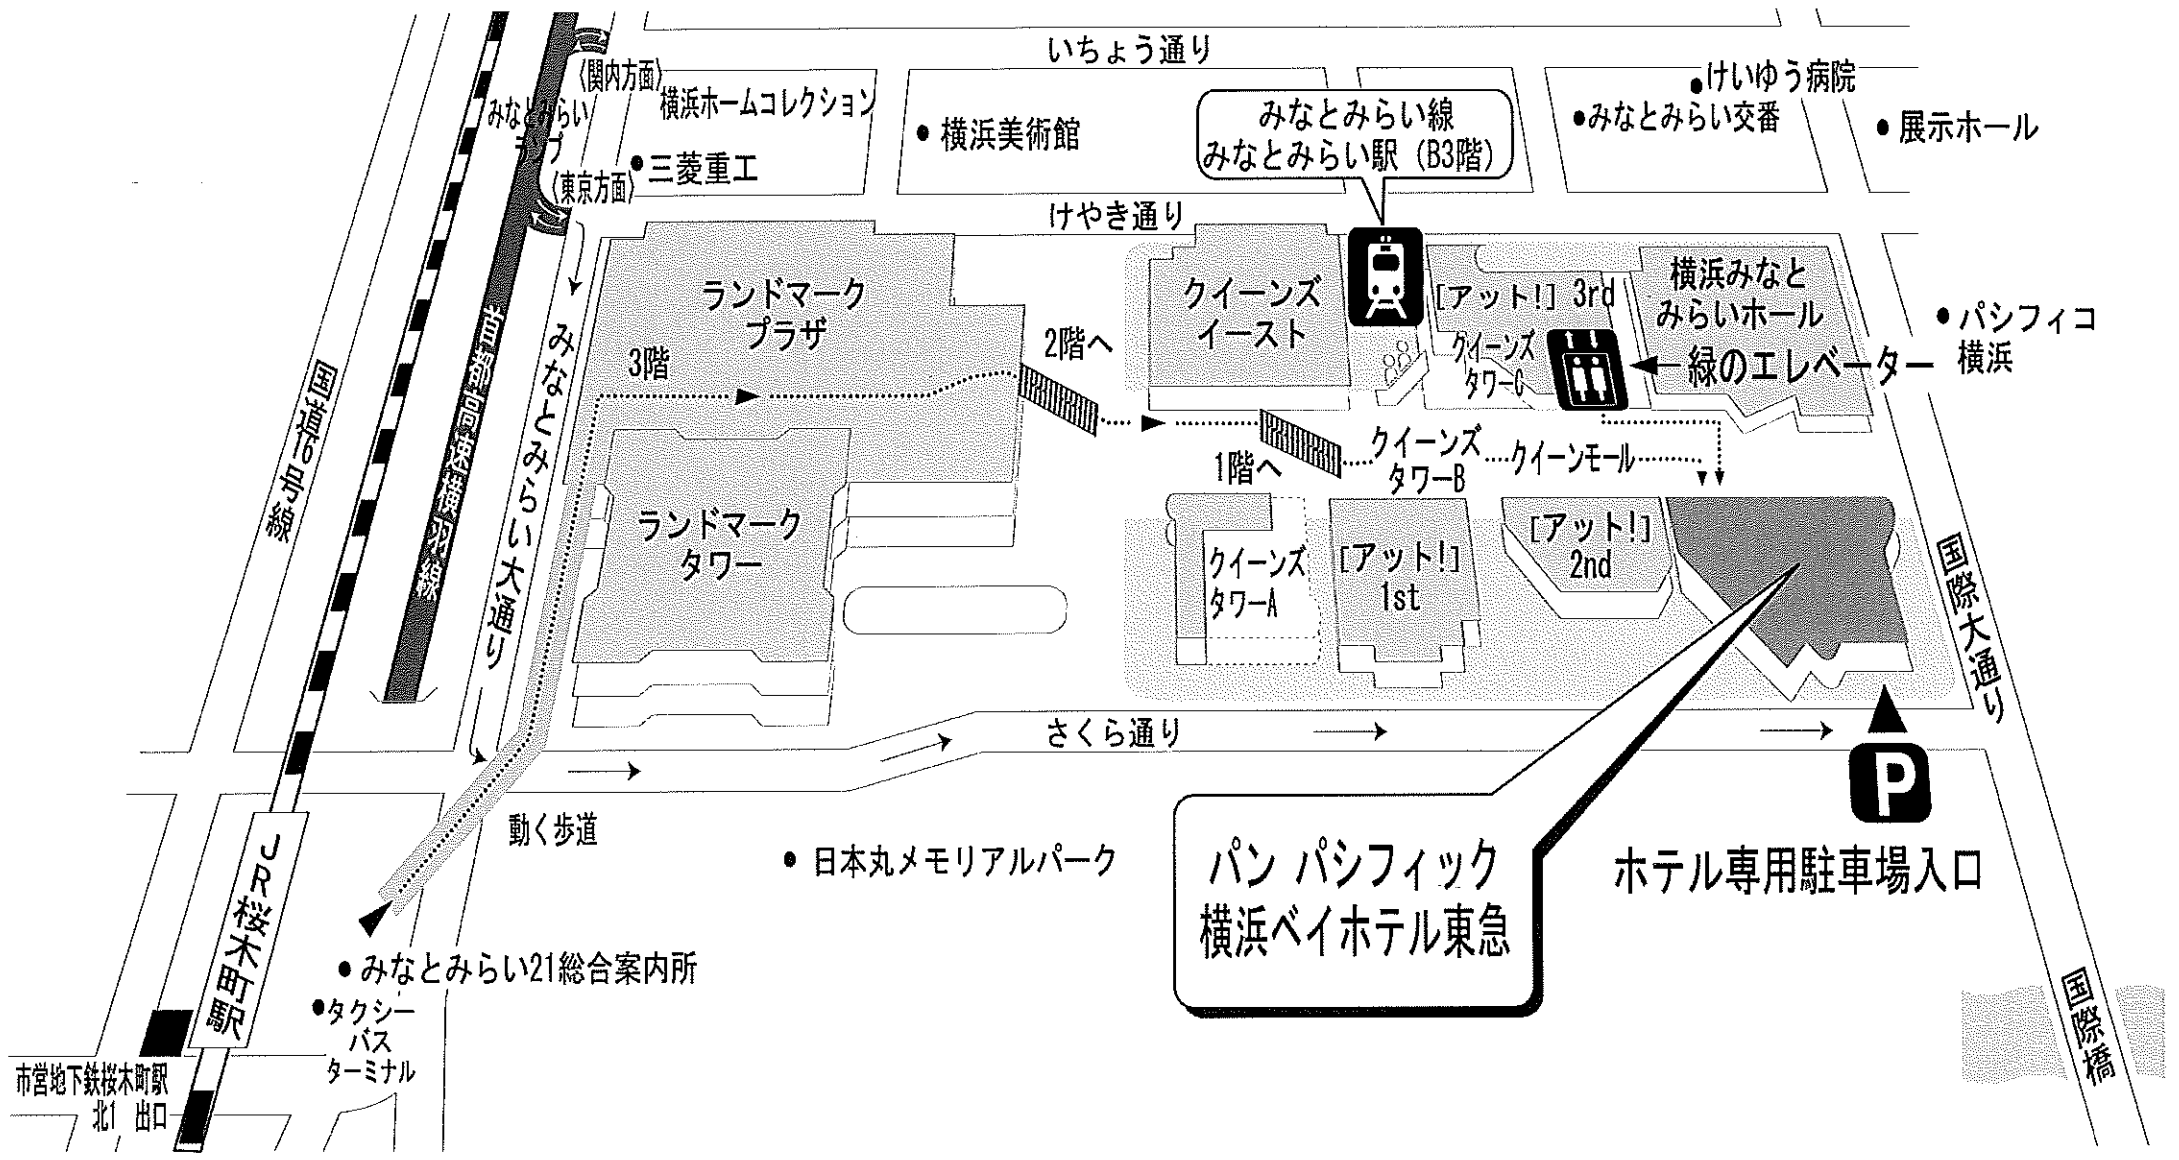 いちょう通り
〈関内方面〉
みなとみらい
横浜ホームコレクション
三菱重工
〈東京方面〉
横浜美術館
みなとみらい線
みなとみらい駅（B3階）
けいゆう病院
みなとみらい交番
展示ホール
けやき通り
ランドマーク
プラザ
3階
2階へ
クイーンズ
イースト
[アット!] 3rd
クイーンズ
タワーC
横浜みなと
みらいホール
緑のエレベーター
パシフィコ
横浜
国道16号線
首都高速横羽線
みなとみらい大通り
1階へ
クイーンズ
タワーB
クイーンモール
ランドマーク
タワー
クイーンズ
タワーA
[アット!]
1st
[アット!]
2nd
国際大通り
さくら通り
P
ホテル専用駐車場入口
動く歩道
日本丸メモリアルパーク
パン パシフィック
横浜ベイホテル東急
JR桜木町駅
みなとみらい21総合案内所
タクシー
バス
ターミナル
市営地下鉄桜木町駅
北1 出口
国際橋